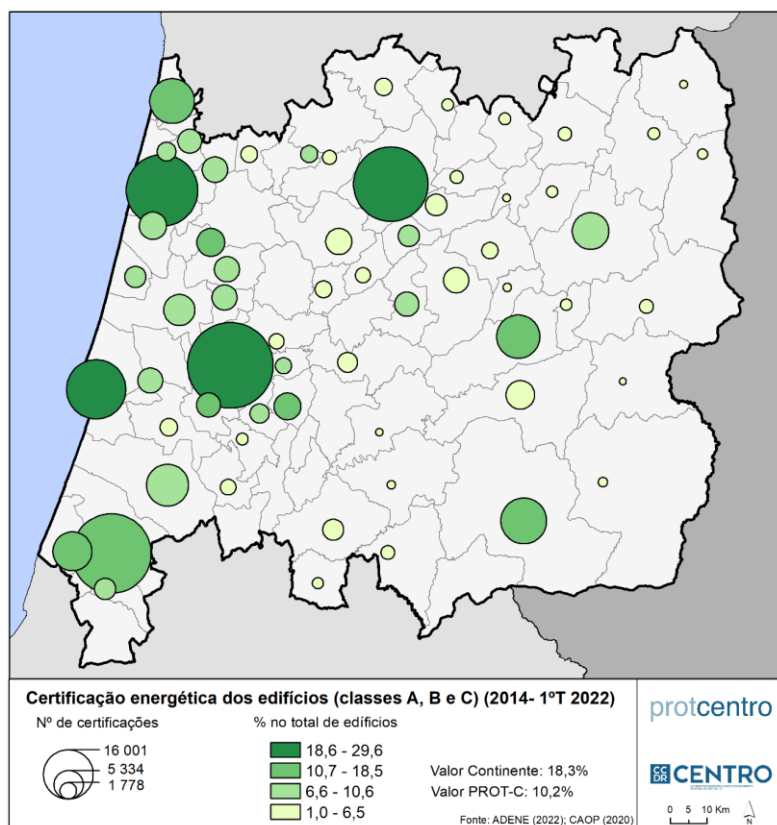 Certificação energética dos edifícios (classes A, B e C) (2014- 1ºT 2022)
Nº de certificações
16 001
5 334
1 778
% no total de edifícios
18,6 - 29,6
10,7 - 18,5
6,6 - 10,6
1,0 - 6,5
Valor Continente: 18,3%
Valor PROT-C: 10,2%
Fonte: ADENE (2022); CAOP (2020)
protcentro
CCDR CENTRO
0 5 10 Km
N